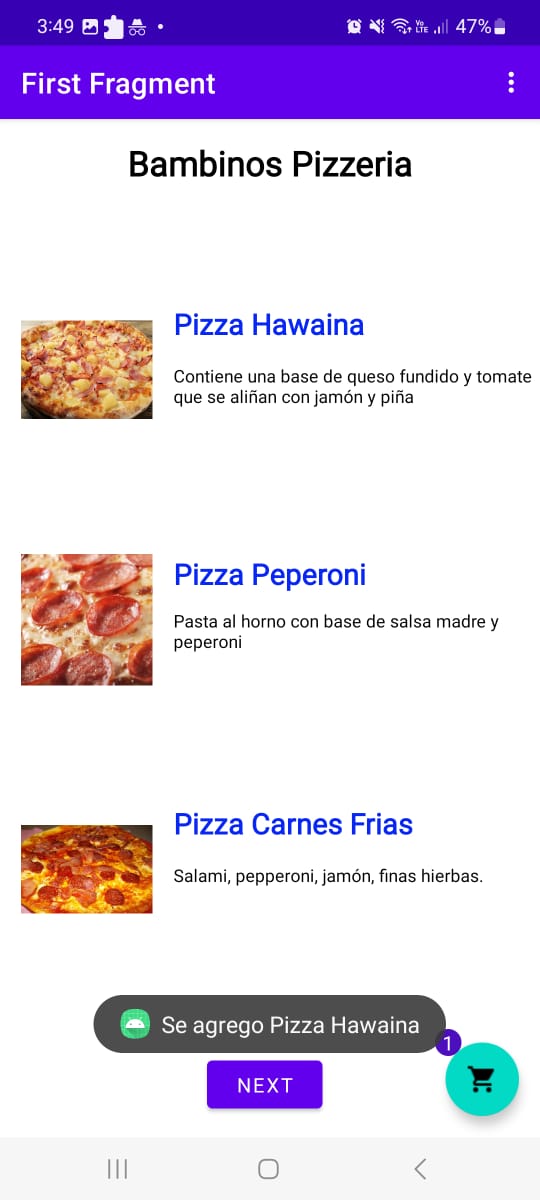 3:49 Vo LTE 47%
First Fragment
Bambinos Pizzeria
Pizza Hawaina
Contiene una base de queso fundido y tomate
que se aliñan con jamón y piña
Pizza Peperoni
Pasta al horno con base de salsa madre y
peperoni
Pizza Carnes Frias
Salami, pepperoni, jamón, finas hierbas.
Se agrego Pizza Hawaina
1
NEXT